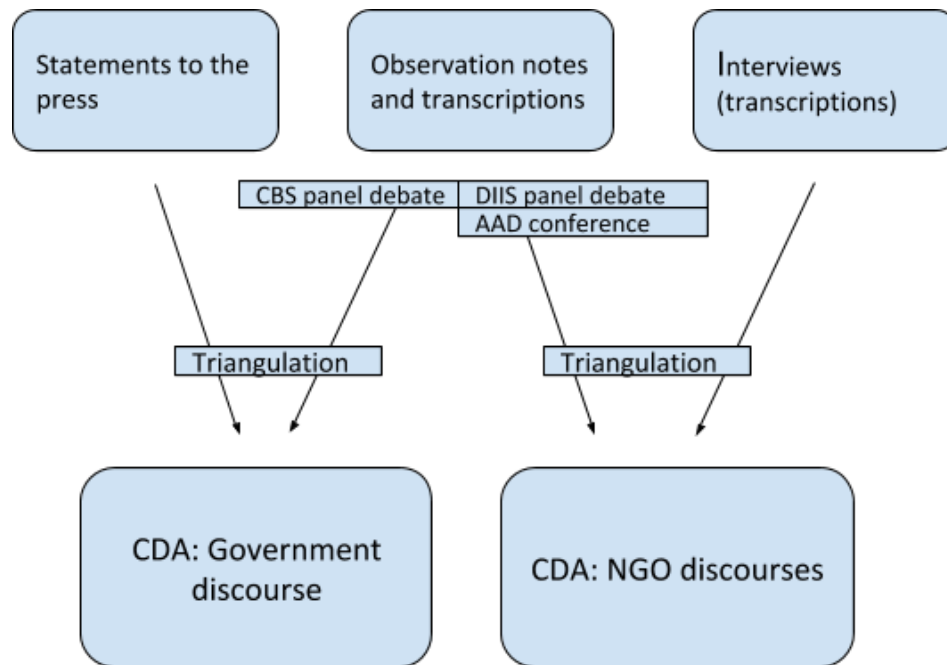 Statements to the
press
Observation notes
and transcriptions
Interviews
(transcriptions)
CBS panel debate
DIIS panel debate
AAD conference
Triangulation
Triangulation
CDA: Government
discourse
CDA: NGO discourses